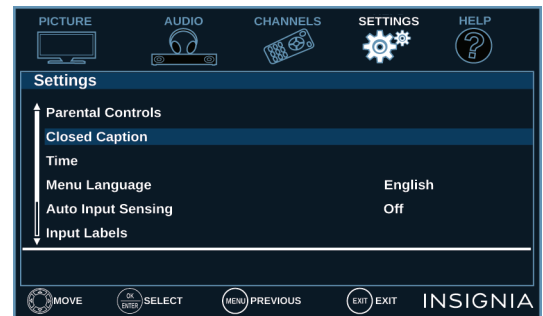 PICTURE AUDIO CHANNELS SETTINGS HELP
Settings
Parental Controls
Closed Caption
Time
Menu Language English
Auto Input Sensing Off
Input Labels
MOVE OK ENTER SELECT MENU PREVIOUS EXIT EXIT INSIGNIA